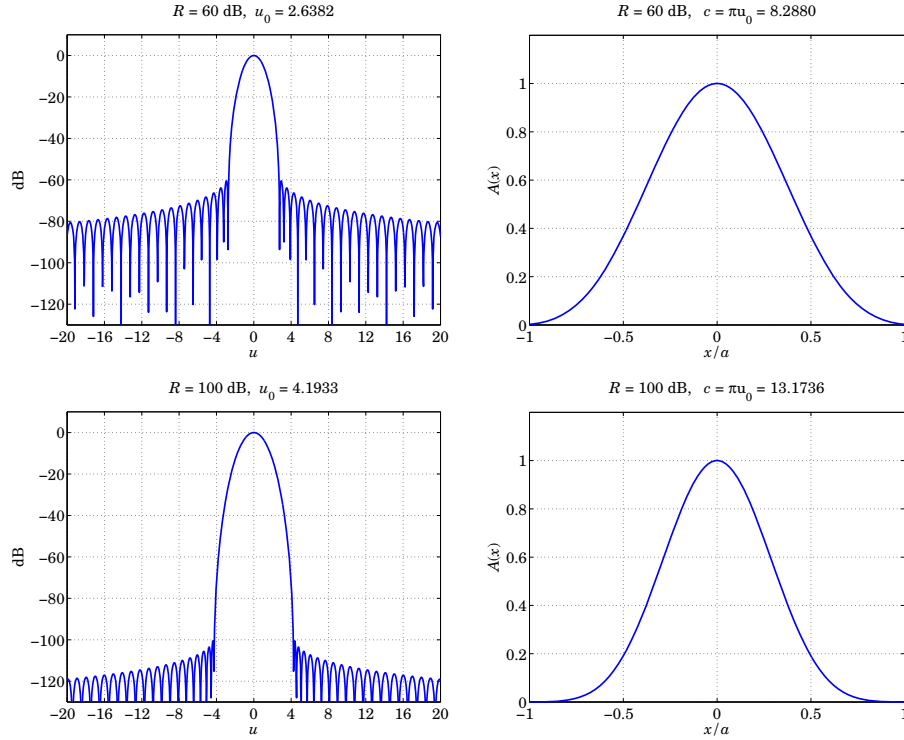 R = 60 dB, u₀ = 2.6382
0
−20
−40
−60
−80
−100
−120
dB
−20 −16 −12 −8 −4 0 4 8 12 16 20
u
R = 60 dB, c = πu₀ = 8.2880
1
0.8
0.6
0.4
0.2
0
A(x)
−1 −0.5 0 0.5 1
x/a
R = 100 dB, u₀ = 4.1933
0
−20
−40
−60
−80
−100
−120
dB
−20 −16 −12 −8 −4 0 4 8 12 16 20
u
R = 100 dB, c = πu₀ = 13.1736
1
0.8
0.6
0.4
0.2
0
A(x)
−1 −0.5 0 0.5 1
x/a